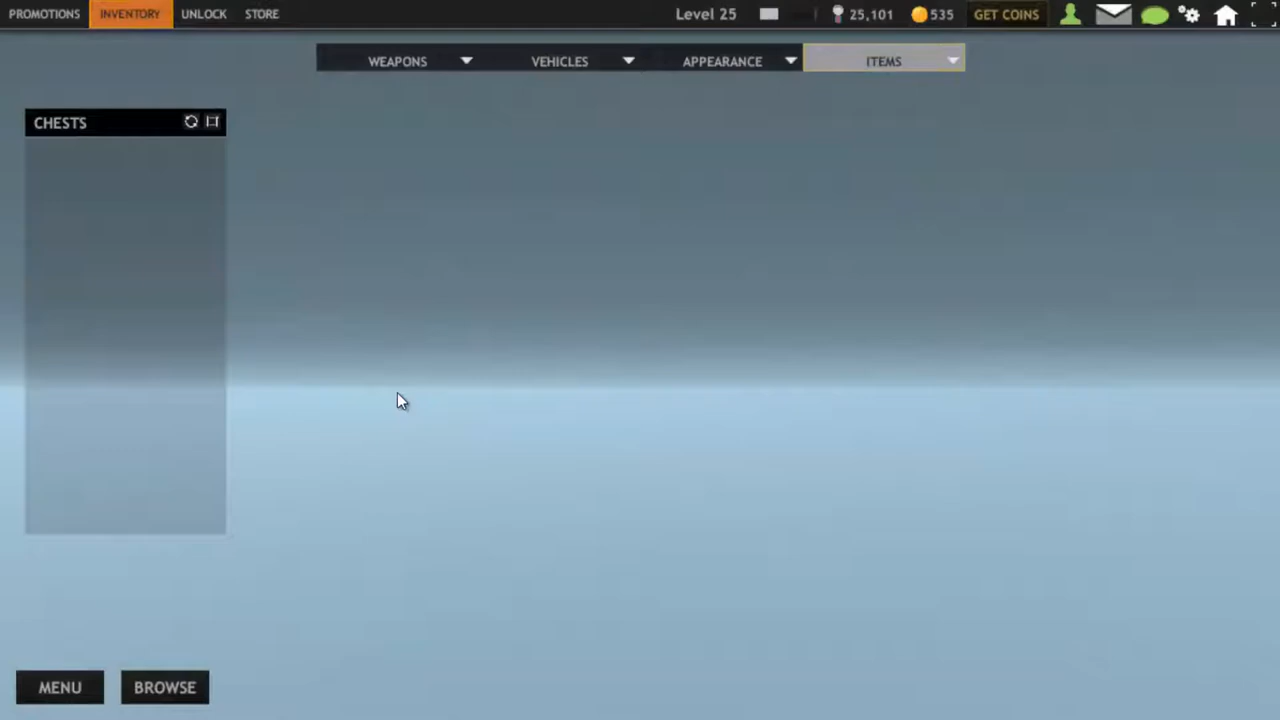 PROMOTIONS INVENTORY UNLOCK STORE Level 25 25,101 535 GET COINS
WEAPONS VEHICLES APPEARANCE ITEMS
CHESTS
MENU BROWSE